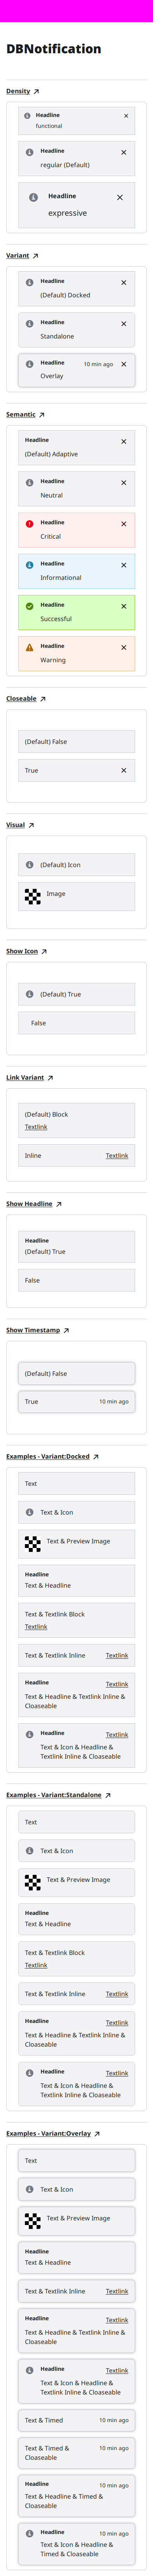 DBNotification
Density
Headline
functional
Headline
regular (Default)
Headline
expressive
Variant
Headline
(Default) Docked
Headline
Standalone
Headline 10 min ago
Overlay
Semantic
Headline
(Default) Adaptive
Headline
Neutral
Headline
Critical
Headline
Informational
Headline
Successful
Headline
Warning
Closeable
(Default) False
True
Visual
(Default) Icon
Image
Show Icon
(Default) True
False
Link Variant
(Default) Block
Textlink
Inline Textlink
Show Headline
Headline
(Default) True
False
Show Timestamp
(Default) False
True 10 min ago
Examples - Variant:Docked
Text
Text & Icon
Text & Preview Image
Headline
Text & Headline
Text & Textlink Block
Textlink
Text & Textlink Inline Textlink
Headline Textlink
Text & Headline & Textlink Inline &
Cloaseable
Headline Textlink
Text & Icon & Headline &
Textlink Inline & Cloaseable
Examples - Variant:Standalone
Text
Text & Icon
Text & Preview Image
Headline
Text & Headline
Text & Textlink Block
Textlink
Text & Textlink Inline Textlink
Headline Textlink
Text & Headline & Textlink Inline &
Cloaseable
Headline Textlink
Text & Icon & Headline &
Textlink Inline & Cloaseable
Examples - Variant:Overlay
Text
Text & Icon
Text & Preview Image
Headline
Text & Headline
Text & Textlink Inline Textlink
Headline Textlink
Text & Headline & Textlink Inline &
Cloaseable
Headline Textlink
Text & Icon & Headline &
Textlink Inline & Cloaseable
Text & Timed 10 min ago
Text & Timed & 10 min ago
Cloaseable
Headline 10 min ago
Text & Headline & Timed &
Cloaseable
Headline 10 min ago
Text & Icon & Headline &
Timed & Cloaseable